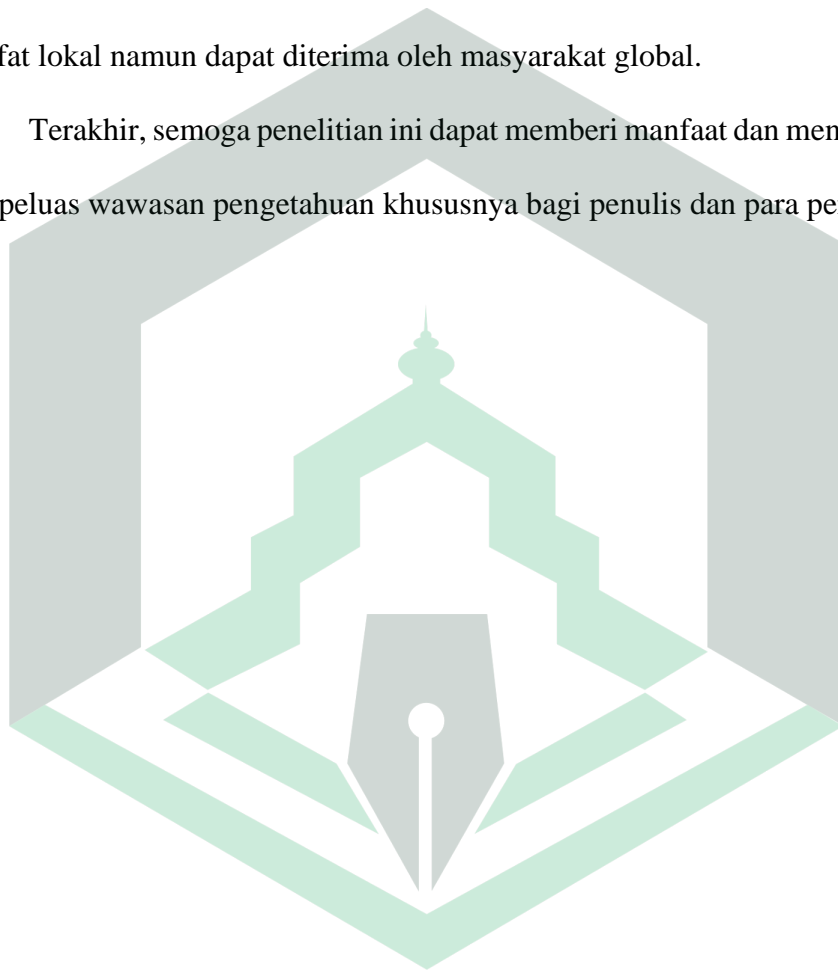 fat lokal namun dapat diterima oleh masyarakat global.
Terakhir, semoga penelitian ini dapat memberi manfaat dan men
peluas wawasan pengetahuan khususnya bagi penulis dan para pe